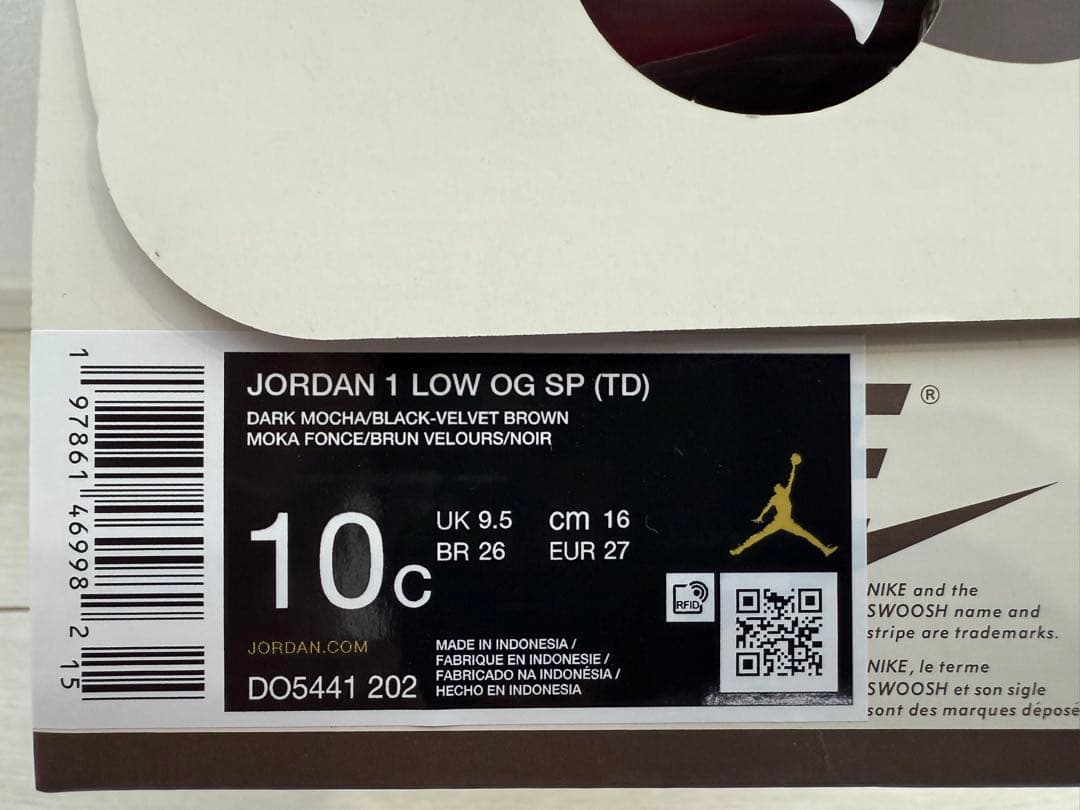 JORDAN 1 LOW OG SP (TD)
DARK MOCHA/BLACK-VELVET BROWN
MOKA FONCE/BRUN VELOURS/NOIR
10C
UK 9.5 cm 16
BR 26 EUR 27
RFID
JORDAN.COM
DO5441 202
MADE IN INDONESIA /
FABRIQUE EN INDONESIE /
FABRICADO NA INDONÉSIA /
HECHO EN INDONESIA
1 97861 46998 2 15
®
NIKE and the
SWOOSH name and
stripe are trademarks.
NIKE, le terme
SWOOSH et son sigle
sont des marques déposé